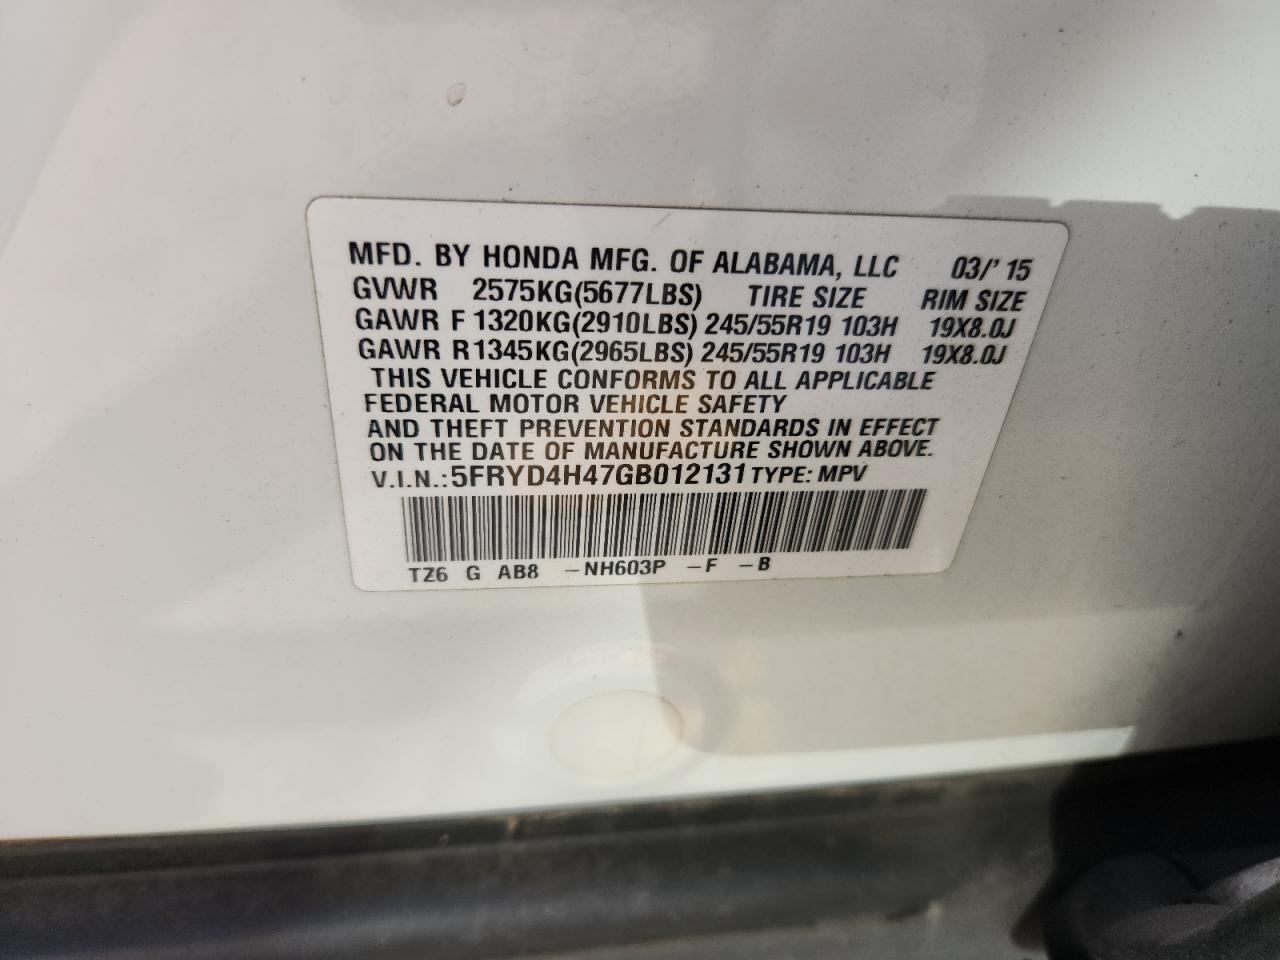 MFD. BY HONDA MFG. OF ALABAMA, LLC 03/'15
GVWR 2575KG(5677LBS) TIRE SIZE RIM SIZE
GAWR F 1320KG(2910LBS) 245/55R19 103H 19X8.0J
GAWR R 1345KG(2965LBS) 245/55R19 103H 19X8.0J
THIS VEHICLE CONFORMS TO ALL APPLICABLE
FEDERAL MOTOR VEHICLE SAFETY
AND THEFT PREVENTION STANDARDS IN EFFECT
ON THE DATE OF MANUFACTURE SHOWN ABOVE.
V.I.N.:5FRYD4H47GB012131 TYPE: MPV
TZ6 G AB8 -NH603P -F -B